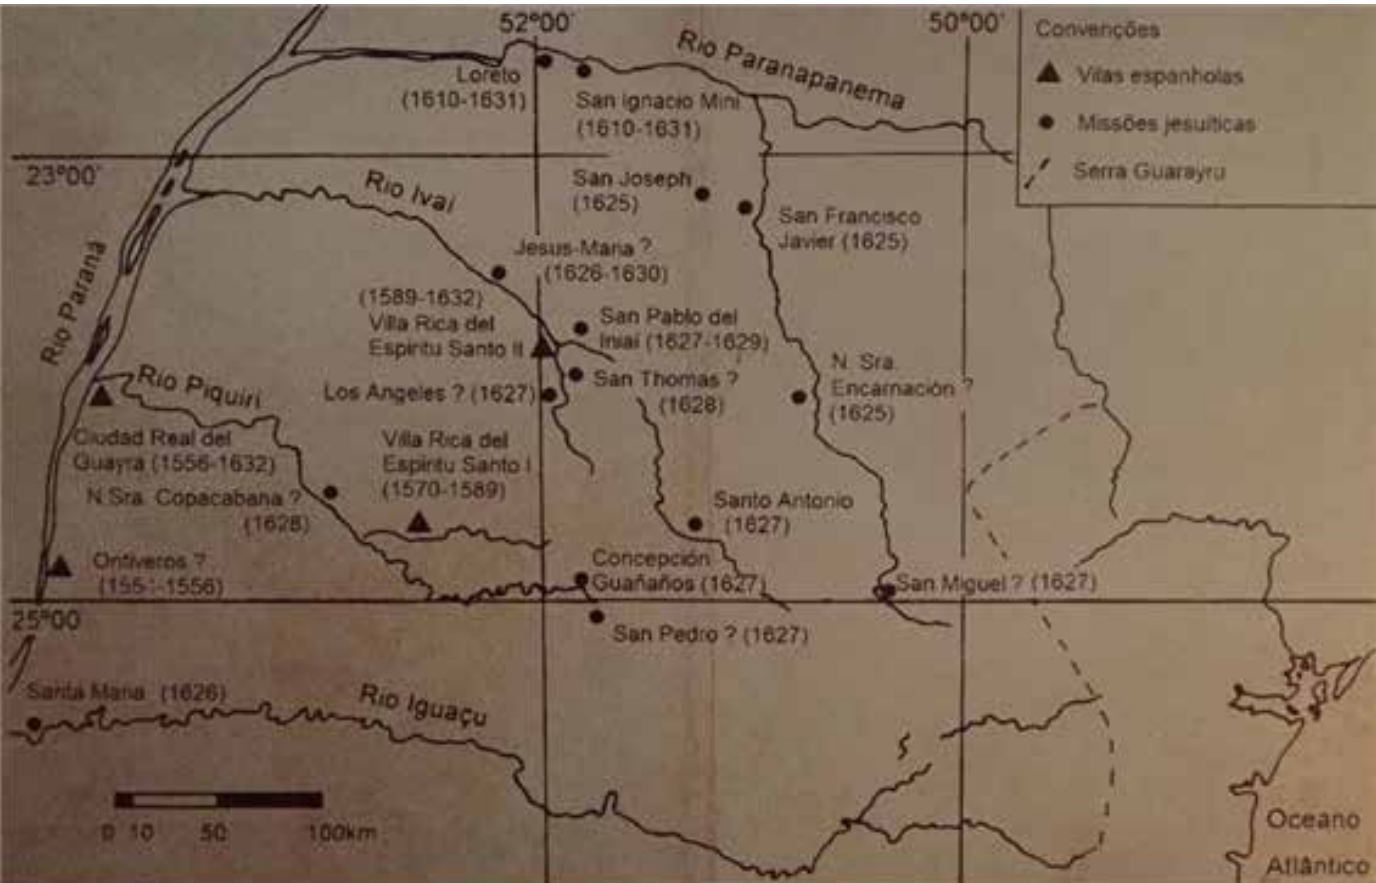 52°00'
50°00'
Convenções
Vilas espanholas
Missões jesuíticas
Serra Guarayru
Rio Paranapanema
Loreto
(1610-1631)
San Ignacio Mini
(1610-1631)
23°00'
Rio Ivaí
San Joseph
(1625)
San Francisco
Javier (1625)
Rio Paraná
Jesus-Maria ?
(1626-1630)
(1589-1632)
Villa Rica del
Espiritu Santo II
San Pablo del
Iniaí (1627-1629)
Rio Piquiri
Los Angeles ? (1627)
San Thomas ?
(1628)
N. Sra.
Encarnación ?
(1625)
Ciudad Real del
Guayra (1556-1632)
Villa Rica del
Espiritu Santo I
(1570-1589)
N.Sra. Copacabana ?
(1628)
Santo Antonio
(1627)
Ontiveros ?
Concepción
Guañaños (1627)
San Miguel ? (1627)
25°00
San Pedro ? (1627)
Santa Maria (1626)
Rio Iguaçu
0 10 50 100km
Oceano
Atlântico